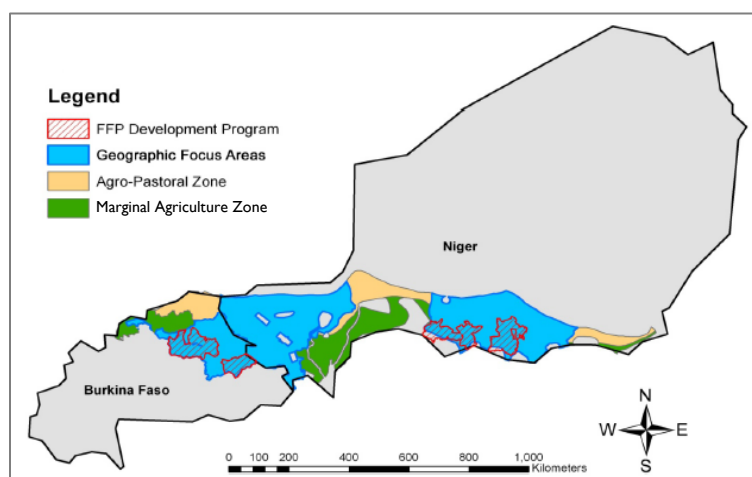 Legend
FFP Development Program
Geographic Focus Areas
Agro-Pastoral Zone
Marginal Agriculture Zone
Niger
Burkina Faso
N
W E
S
0 100 200 400 600 800 1,000
Kilometers